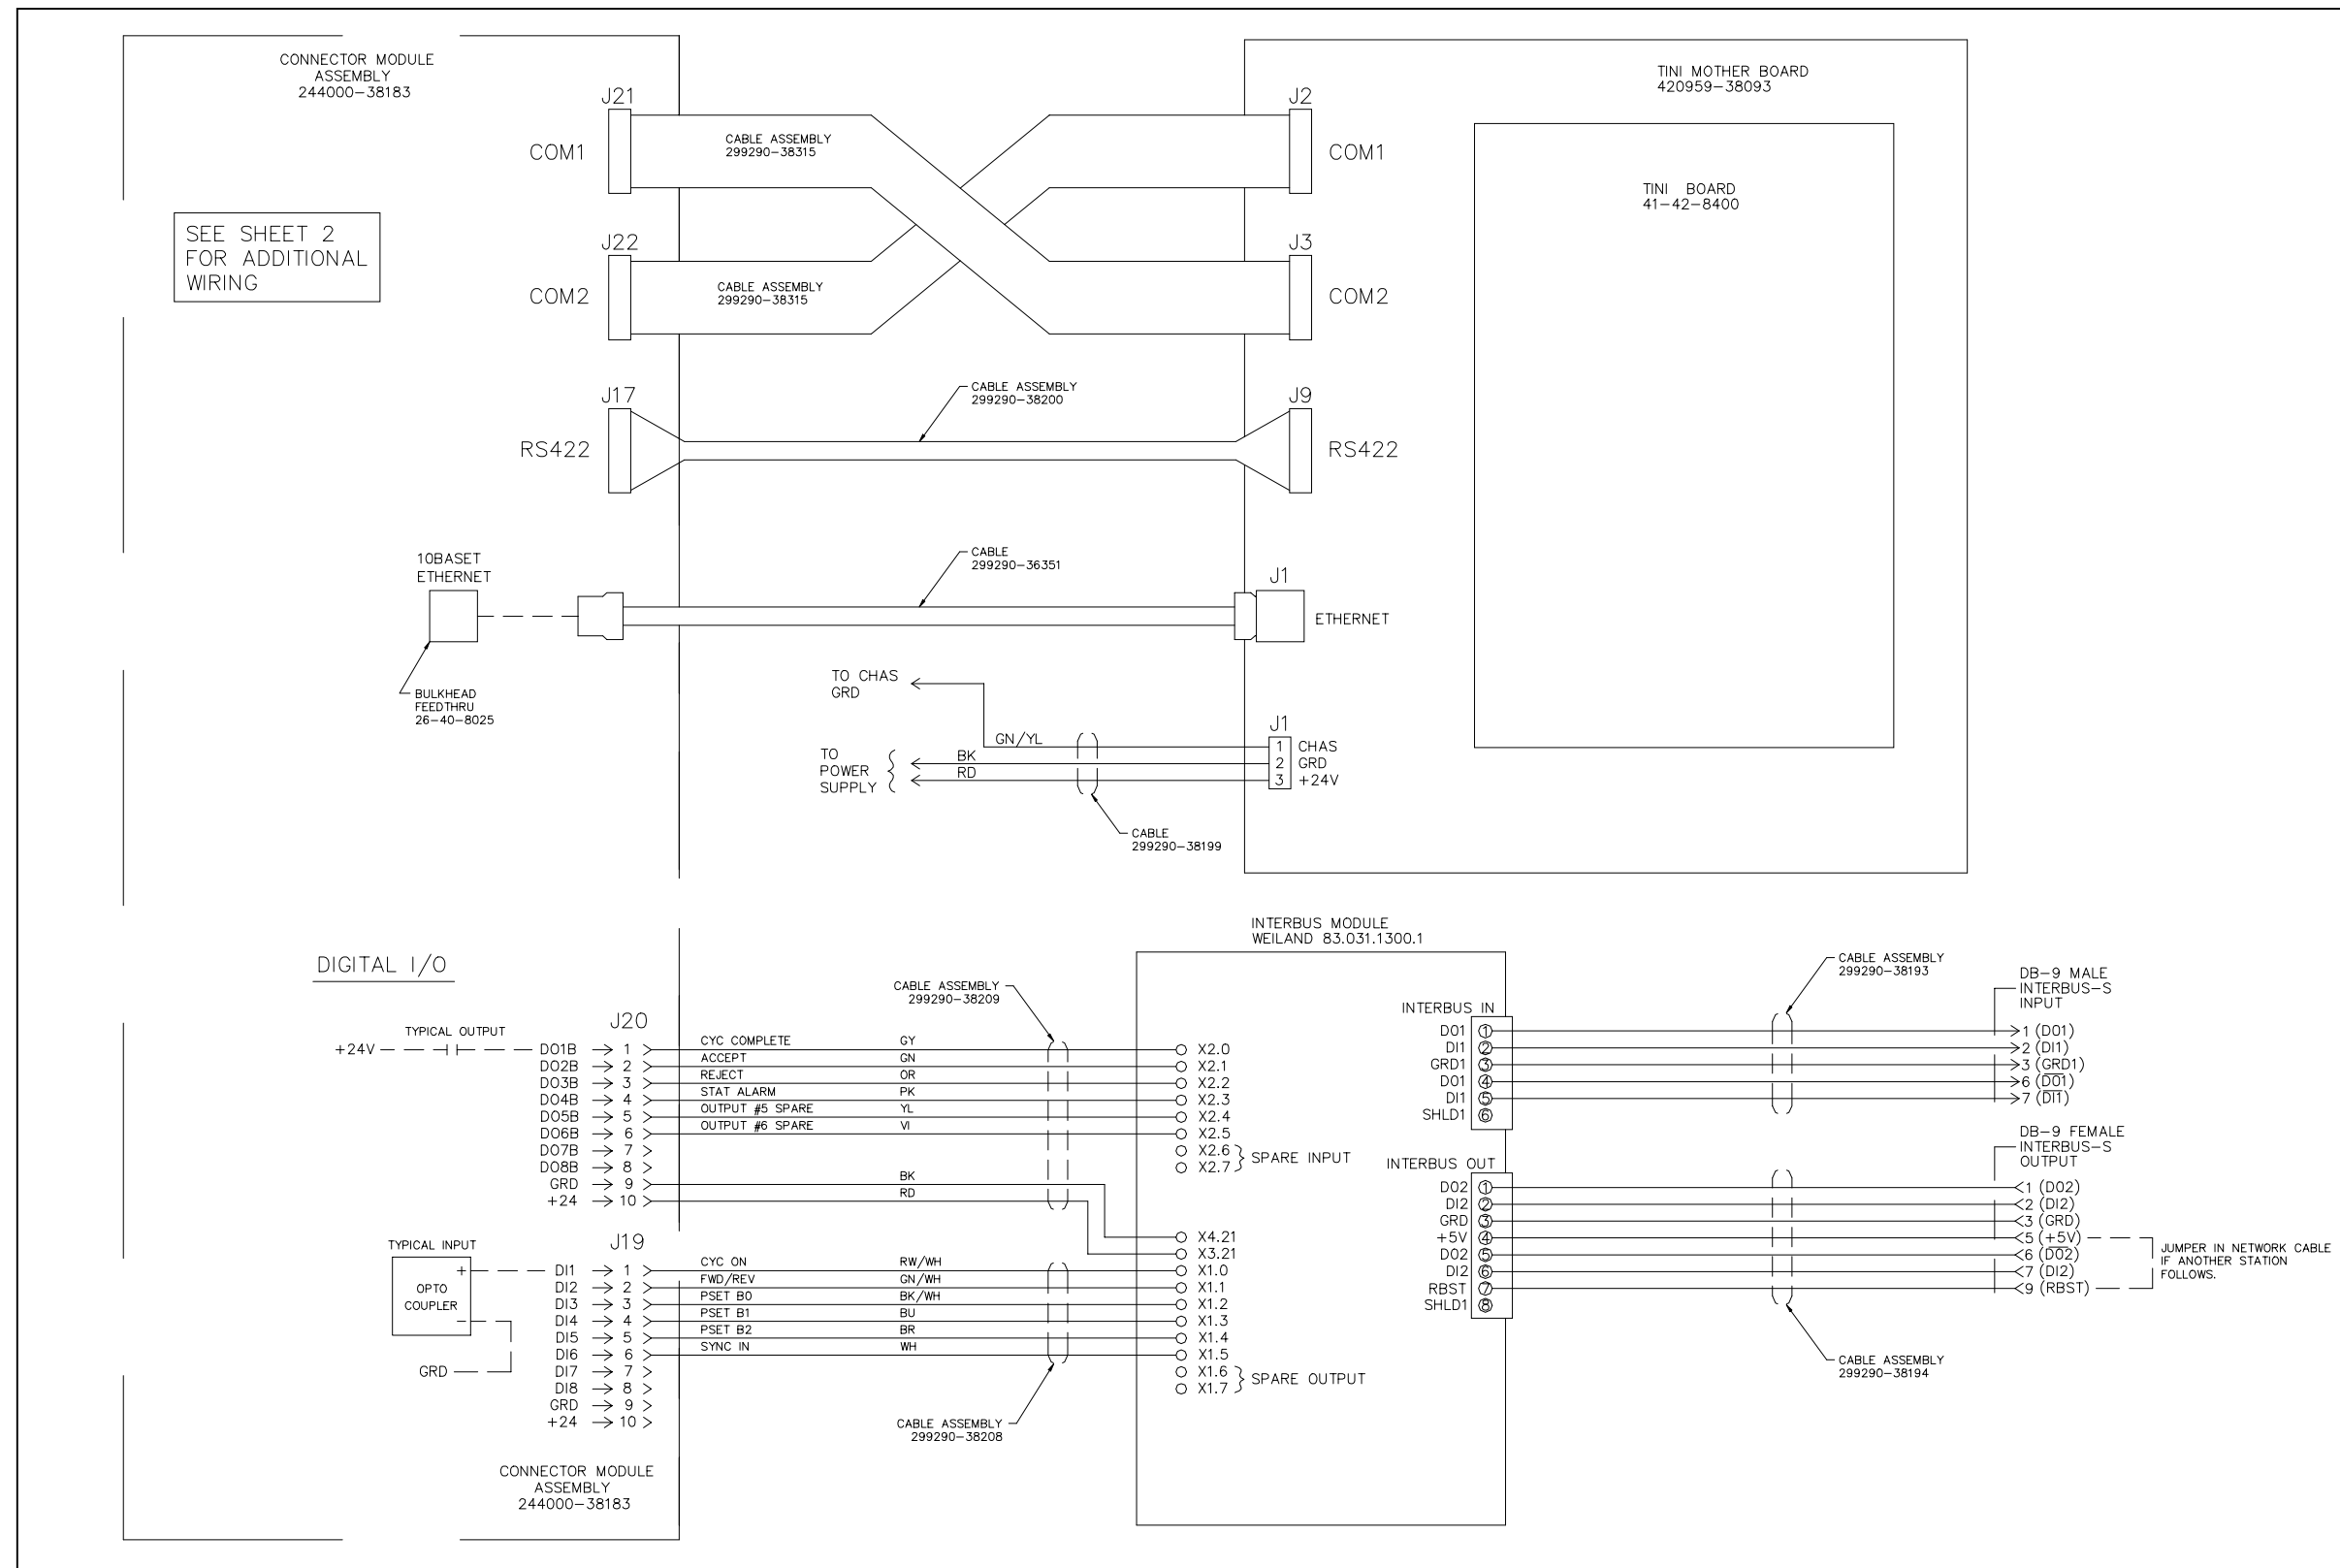 CONNECTOR MODULE
ASSEMBLY
244000-38183
SEE SHEET 2
FOR ADDITIONAL
WIRING
TINI MOTHER BOARD
420959-38093
TINI BOARD
41-42-8400
J21
COM1
CABLE ASSEMBLY
299290-38315
J2
COM1
J22
COM2
CABLE ASSEMBLY
299290-38315
J3
COM2
J17
RS422
CABLE ASSEMBLY
299290-38200
J9
RS422
10BASET
ETHERNET
BULKHEAD
FEEDTHRU
26-40-8025
CABLE
299290-36351
J1
ETHERNET
TO CHAS
GRD
TO
POWER
SUPPLY
GN/YL
BK
RD
J1
1 CHAS
2 GRD
3 +24V
CABLE
299290-38199
DIGITAL I/O
TYPICAL OUTPUT
+24V
J20
DO1B 1 CYC COMPLETE GY X2.0
DO2B 2 ACCEPT GN X2.1
DO3B 3 REJECT OR X2.2
DO4B 4 STAT ALARM PK X2.3
DO5B 5 OUTPUT #5 SPARE YL X2.4
DO6B 6 OUTPUT #6 SPARE VI X2.5
DO7B 7 X2.6
DO8B 8 X2.7
SPARE INPUT
GRD 9 BK X4.21
+24 10 RD X3.21
CABLE ASSEMBLY
299290-38209
TYPICAL INPUT
+
OPTO
COUPLER
-
GRD
J19
DI1 1 CYC ON RW/WH X1.0
DI2 2 FWD/REV GN/WH X1.1
DI3 3 PSET B0 BK/WH X1.2
DI4 4 PSET B1 BU X1.3
DI5 5 PSET B2 BR X1.4
DI6 6 SYNC IN WH X1.5
DI7 7 X1.6
DI8 8 X1.7
SPARE OUTPUT
GRD 9
+24 10
CABLE ASSEMBLY
299290-38208
CONNECTOR MODULE
ASSEMBLY
244000-38183
INTERBUS MODULE
WEILAND 83.031.1300.1
INTERBUS IN
DO1 1
DI1 2
GRD1 3
DO1 4
DI1 5
SHLD1 6
CABLE ASSEMBLY
299290-38193
DB-9 MALE
INTERBUS-S
INPUT
1 (DO1)
2 (DI1)
3 (GRD1)
6 (D̅O̅1̅)
7 (D̅I̅1̅)
INTERBUS OUT
DO2 1
DI2 2
GRD 3
+5V 4
DO2 5
DI2 6
RBST 7
SHLD1 8
DB-9 FEMALE
INTERBUS-S
OUTPUT
1 (DO2)
2 (DI2)
3 (GRD)
5 (+5V)
6 (D̅O̅2̅)
7 (D̅I̅2̅)
9 (RBST)
JUMPER IN NETWORK CABLE
IF ANOTHER STATION
FOLLOWS.
CABLE ASSEMBLY
299290-38194